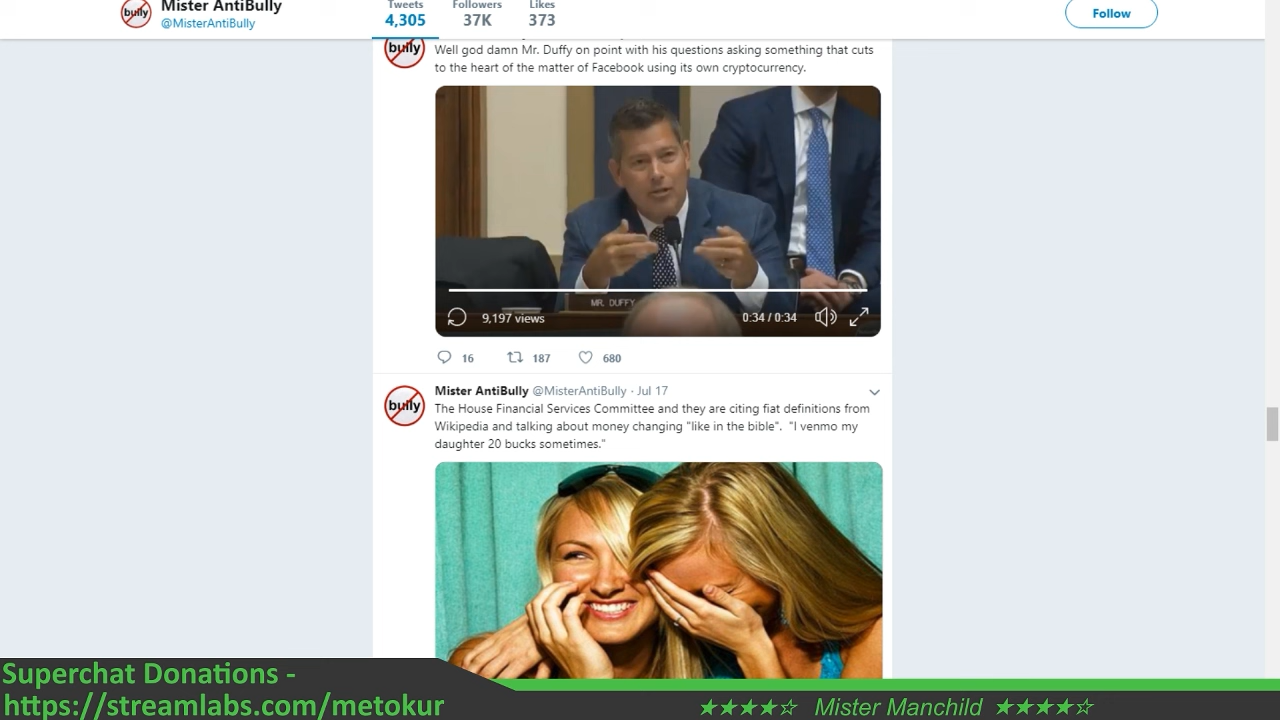 Mister AntiBully
@MisterAntiBully
Tweets
4,305
Followers
37K
Likes
373
Follow
bully
bully
Well god damn Mr. Duffy on point with his questions asking something that cuts
to the heart of the matter of Facebook using its own cryptocurrency.
MR. DUFFY
9,197 views
0:34 / 0:34
16
187
680
bully
Mister AntiBully @MisterAntiBully · Jul 17
The House Financial Services Committee and they are citing fiat definitions from
Wikipedia and talking about money changing "like in the bible". "I venmo my
daughter 20 bucks sometimes."
Superchat Donations -
https://streamlabs.com/metokur
★★★★☆ Mister Manchild ★★★★☆